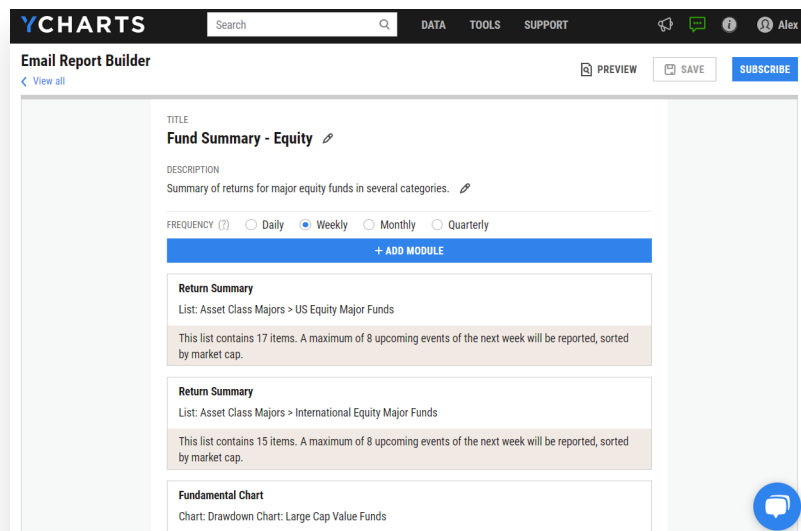 YCHARTS
Search
DATA
TOOLS
SUPPORT
Alex
Email Report Builder
View all
PREVIEW
SAVE
SUBSCRIBE
TITLE
Fund Summary - Equity
DESCRIPTION
Summary of returns for major equity funds in several categories.
FREQUENCY (?) Daily Weekly Monthly Quarterly
+ ADD MODULE
Return Summary
List: Asset Class Majors > US Equity Major Funds
This list contains 17 items. A maximum of 8 upcoming events of the next week will be reported, sorted
by market cap.
Return Summary
List: Asset Class Majors > International Equity Major Funds
This list contains 15 items. A maximum of 8 upcoming events of the next week will be reported, sorted
by market cap.
Fundamental Chart
Chart: Drawdown Chart: Large Cap Value Funds